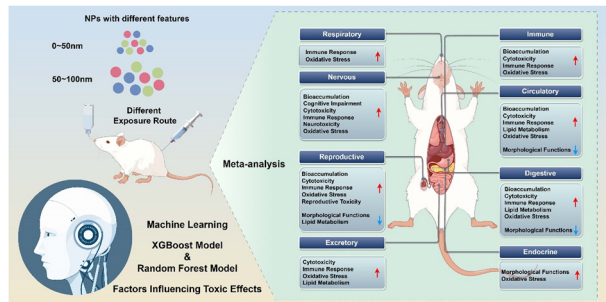 NPs with different features
0~50nm
50~100nm
Different
Exposure Route
Machine Learning
XGBoost Model
&
Random Forest Model
Factors Influencing Toxic Effects
Meta-analysis
Respiratory
Immune Response
Oxidative Stress
Nervous
Bioaccumulation
Cognitive Impairment
Cytotoxicity
Immune Response
Neurotoxicity
Oxidative Stress
Reproductive
Bioaccumulation
Cytotoxicity
Immune Response
Oxidative Stress
Reproductive Toxicity
Morphological Functions
Lipid Metabolism
Excretory
Cytotoxicity
Immune Response
Oxidative Stress
Lipid Metabolism
Immune
Bioaccumulation
Cytotoxicity
Immune Response
Oxidative Stress
Circulatory
Bioaccumulation
Cytotoxicity
Immune Response
Lipid Metabolism
Oxidative Stress
Morphological Functions
Digestive
Bioaccumulation
Cytotoxicity
Immune Response
Lipid Metabolism
Oxidative Stress
Morphological Functions
Endocrine
Morphological Functions
Oxidative Stress